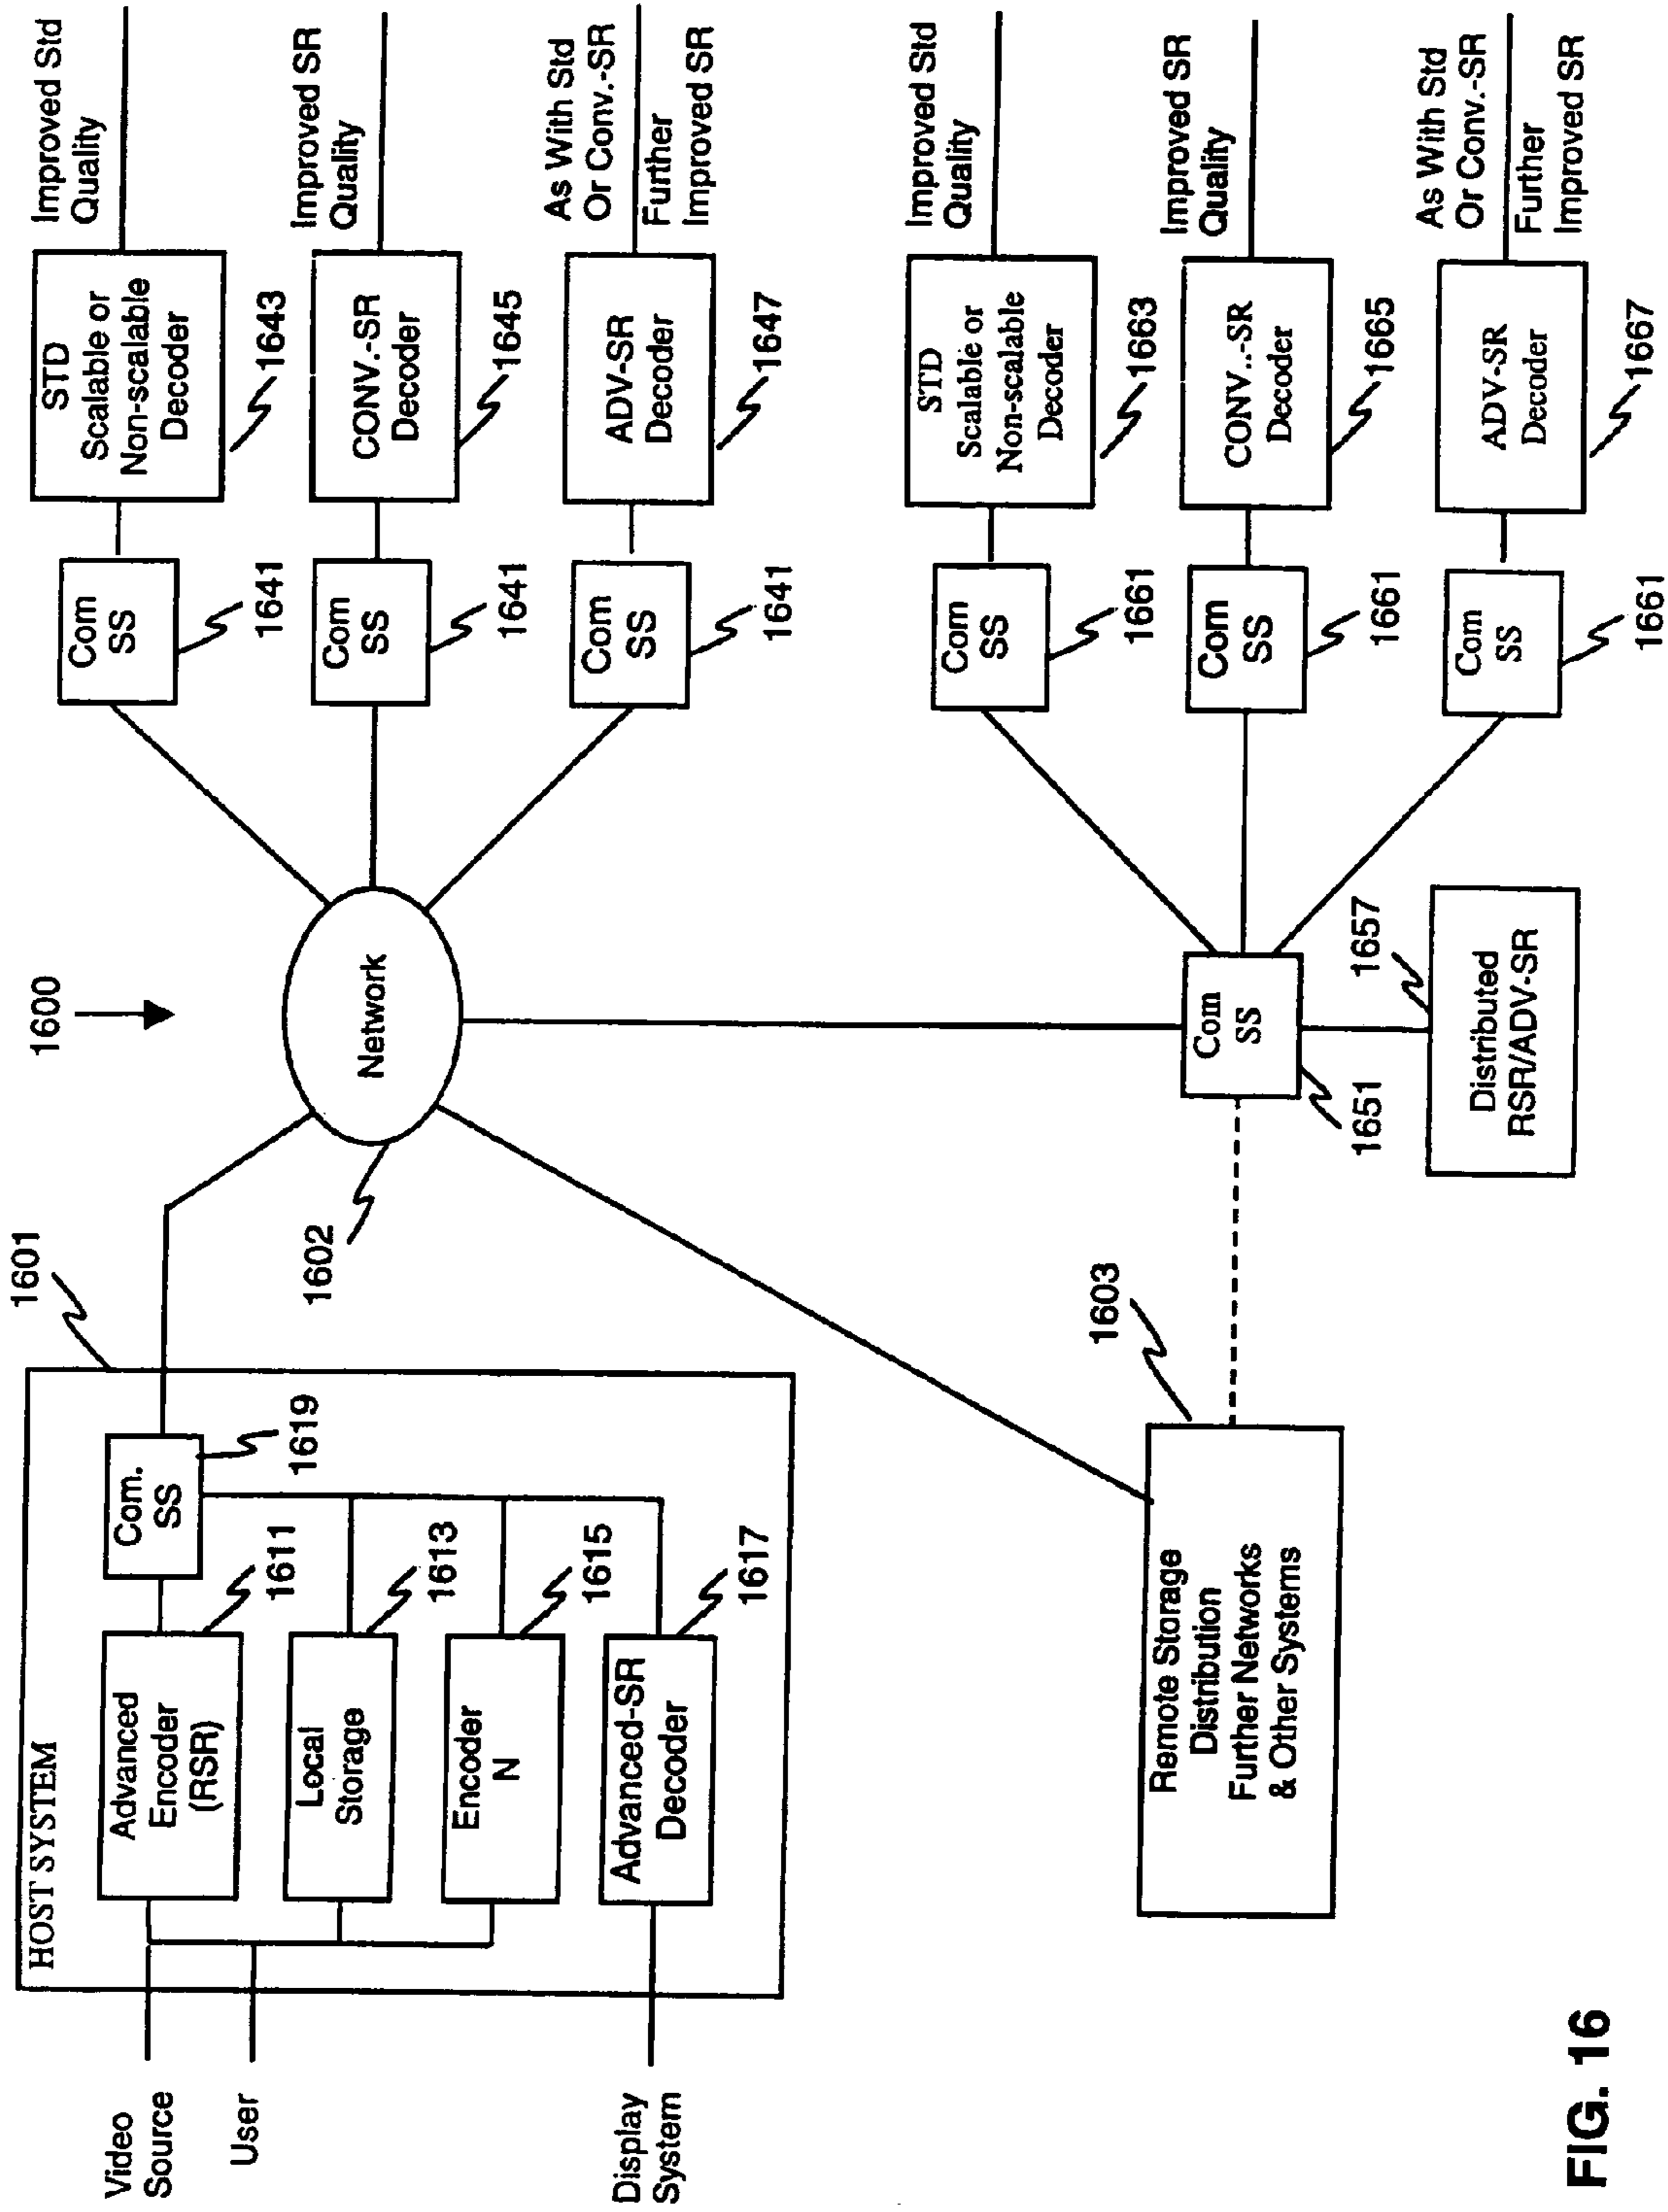 1600
HOST SYSTEM
1601
Video
Source
User
Display
System
Advanced
Encoder
(RSR)
1611
Local
Storage
1613
Encoder
N
1615
Advanced-SR
Decoder
1617
Com.
SS
1619
Network
1602
Com
SS
1641
STD
Scalable or
Non-scalable
Decoder
1643
Improved Std
Quality
Com
SS
1641
CONV.-SR
Decoder
1645
Improved SR
Quality
Com
SS
1641
ADV-SR
Decoder
1647
As With Std
Or Conv.-SR
Further
Improved SR
Remote Storage
Distribution
Further Networks
& Other Systems
1603
Com
SS
1651
Distributed
RSR/ADV-SR
1657
Com
SS
1661
STD
Scalable or
Non-scalable
Decoder
1663
Improved Std
Quality
Com
SS
1661
CONV..-SR
Decoder
1665
Improved SR
Quality
Com
SS
1661
ADV-SR
Decoder
1667
As With Std
Or Conv.-SR
Further
Improved SR
FIG. 16